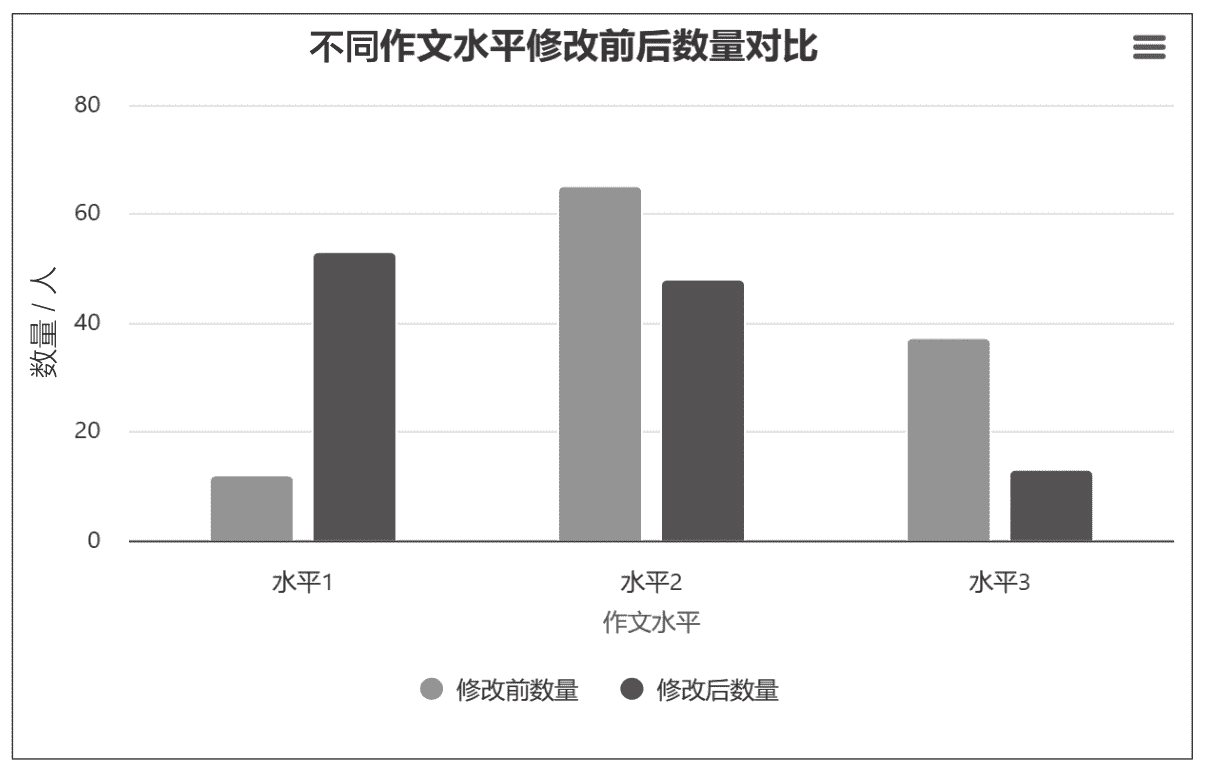 不同作文水平修改前后数量对比
80
60
40
20
0
数量 / 人
水平1 水平2 水平3
作文水平
修改前数量 修改后数量